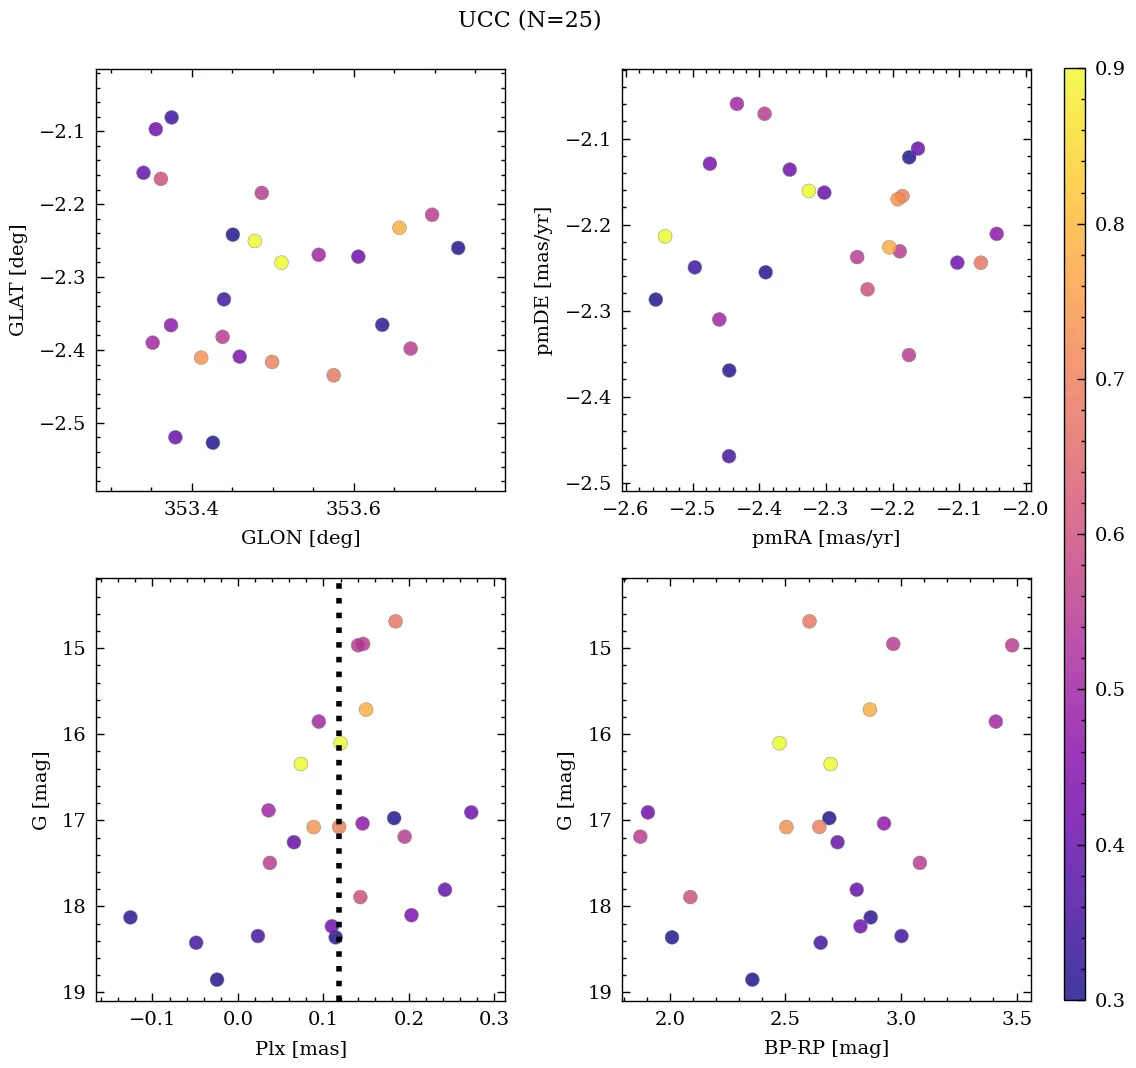 UCC (N=25)
−2.1
−2.2
−2.3
−2.4
−2.5
GLAT [deg]
353.4 353.6
GLON [deg]
−2.1
−2.2
−2.3
−2.4
−2.5
pmDE [mas/yr]
−2.6 −2.5 −2.4 −2.3 −2.2 −2.1 −2.0
pmRA [mas/yr]
15
16
17
18
19
G [mag]
−0.1 0.0 0.1 0.2 0.3
Plx [mas]
15
16
17
18
19
G [mag]
2.0 2.5 3.0 3.5
BP-RP [mag]
0.9
0.8
0.7
0.6
0.5
0.4
0.3